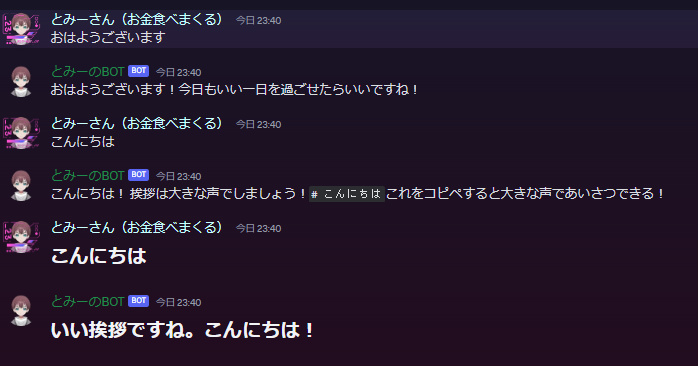 とみーさん（お金食べまくる） 今日 23:40
おはようございます
とみーのBOT BOT 今日 23:40
おはようございます！今日もいい一日を過ごせたらいいですね！
とみーさん（お金食べまくる） 今日 23:40
こんにちは
とみーのBOT BOT 今日 23:40
こんにちは！ 挨拶は大きな声でしましょう！# こんにちは これをコピペすると大きな声であいさつできる！
とみーさん（お金食べまくる） 今日 23:40
こんにちは
とみーのBOT BOT 今日 23:40
いい挨拶ですね。こんにちは！